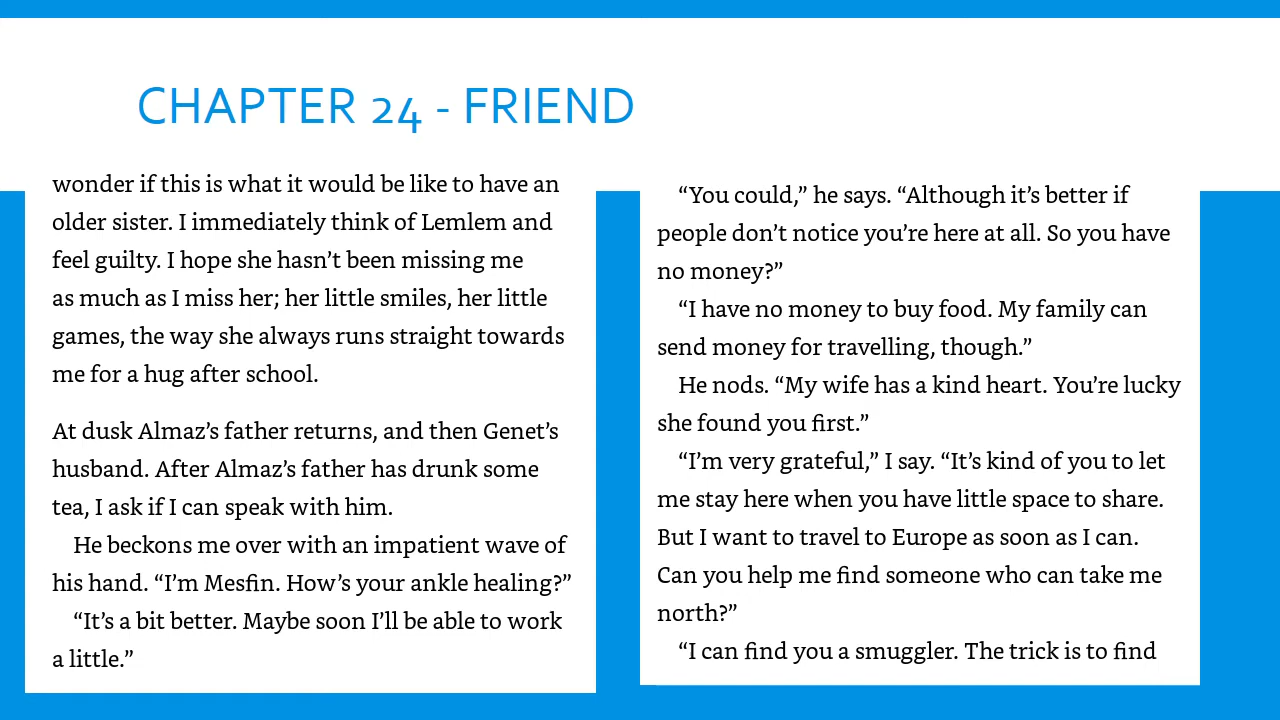 CHAPTER 24 - FRIEND
wonder if this is what it would be like to have an
older sister. I immediately think of Lemlem and
feel guilty. I hope she hasn’t been missing me
as much as I miss her; her little smiles, her little
games, the way she always runs straight towards
me for a hug after school.
At dusk Almaz’s father returns, and then Genet’s
husband. After Almaz’s father has drunk some
tea, I ask if I can speak with him.
He beckons me over with an impatient wave of
his hand. “I’m Mesfin. How’s your ankle healing?”
“It’s a bit better. Maybe soon I’ll be able to work
a little.”
“You could,” he says. “Although it’s better if
people don’t notice you’re here at all. So you have
no money?”
“I have no money to buy food. My family can
send money for travelling, though.”
He nods. “My wife has a kind heart. You’re lucky
she found you first.”
“I’m very grateful,” I say. “It’s kind of you to let
me stay here when you have little space to share.
But I want to travel to Europe as soon as I can.
Can you help me find someone who can take me
north?”
“I can find you a smuggler. The trick is to find